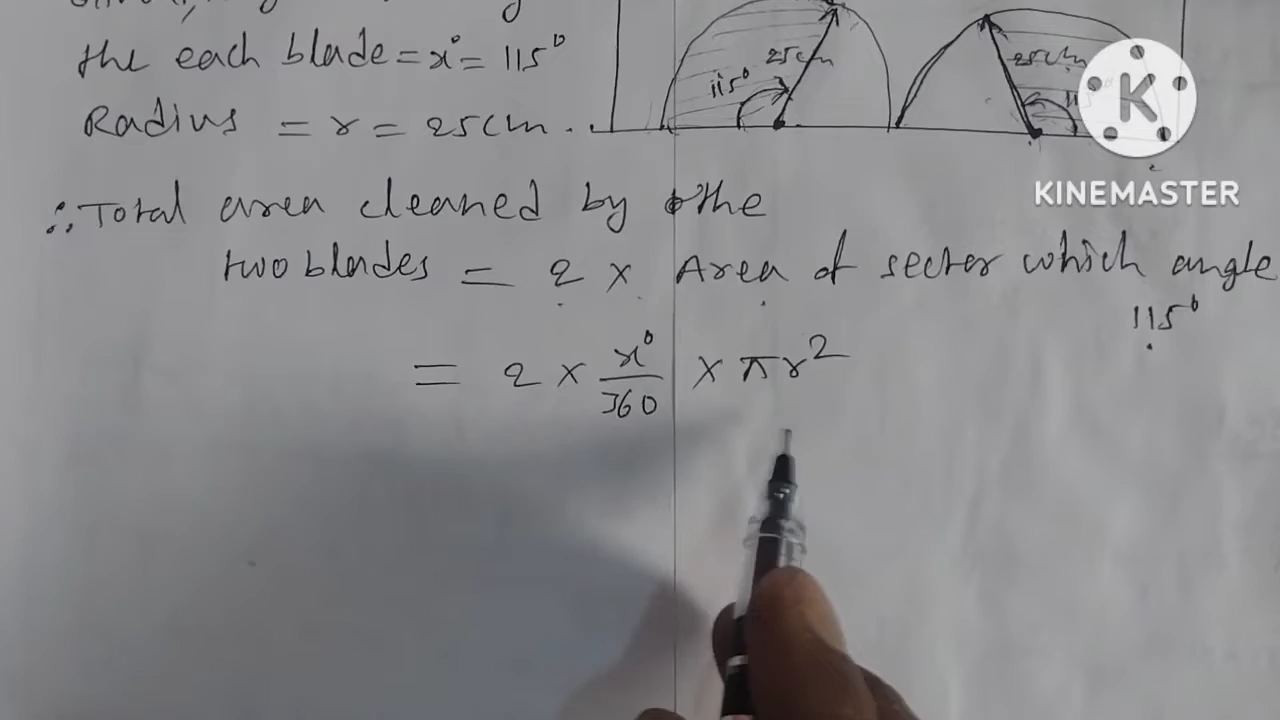 the each blade = x° = 115°
Radius = r = 25cm.
115° 25cm
25cm
K
KINEMASTER
∴ Total area cleaned by the
two blades = 2 × Area of sector which angle
115°
= 2 × x°/360 × πr²